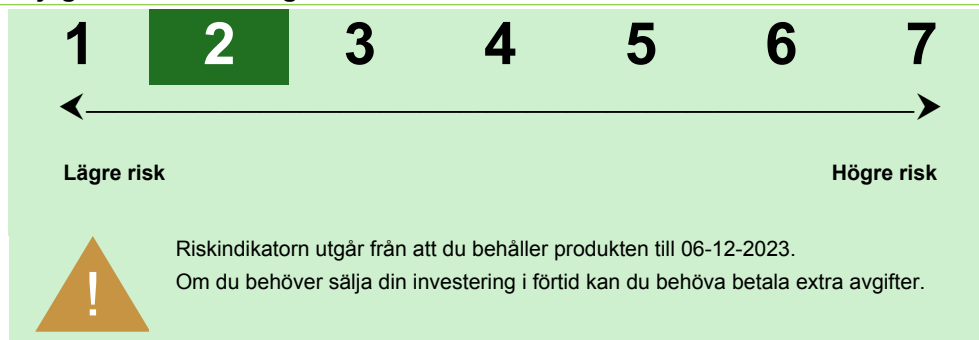 1 2 3 4 5 6 7
Lägre risk Högre risk
!
Riskindikatorn utgår från att du behåller produkten till 06-12-2023.
Om du behöver sälja din investering i förtid kan du behöva betala extra avgifter.